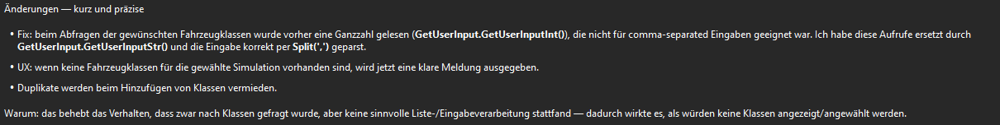 Änderungen — kurz und präzise
• Fix: beim Abfragen der gewünschten Fahrzeugklassen wurde vorher eine Ganzzahl gelesen (GetUserInput.GetUserInputInt()), die nicht für comma-separated Eingaben geeignet war. Ich habe diese Aufrufe ersetzt durch
GetUserInput.GetUserInputStr() und die Eingabe korrekt per Split(',') geparst.
• UX: wenn keine Fahrzeugklassen für die gewählte Simulation vorhanden sind, wird jetzt eine klare Meldung ausgegeben.
• Duplikate werden beim Hinzufügen von Klassen vermieden.
Warum: das behebt das Verhalten, dass zwar nach Klassen gefragt wurde, aber keine sinnvolle Liste-/Eingabeverarbeitung stattfand — dadurch wirkte es, als würden keine Klassen angezeigt/angewählt werden.